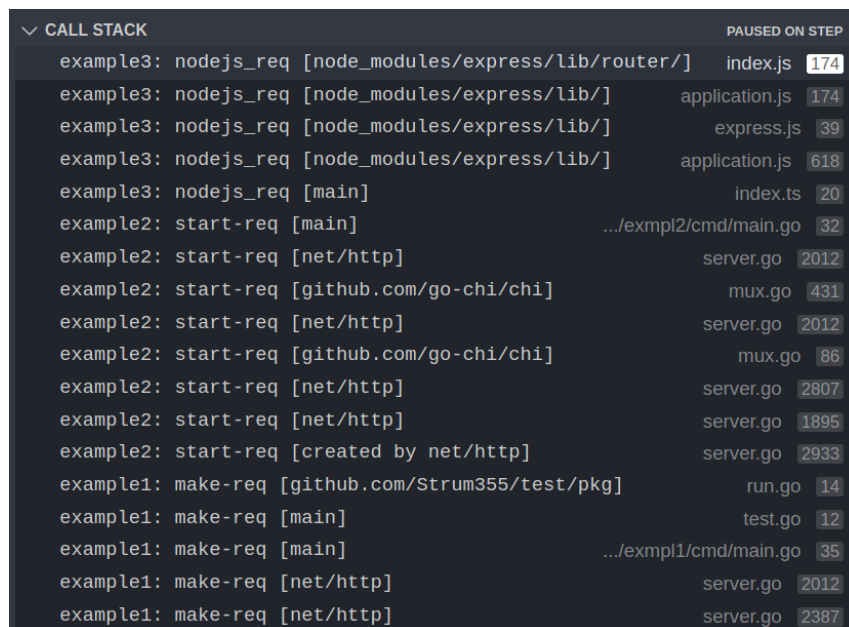 CALL STACK PAUSED ON STEP
example3: nodejs_req [node_modules/express/lib/router/] index.js 174
example3: nodejs_req [node_modules/express/lib/] application.js 174
example3: nodejs_req [node_modules/express/lib/] express.js 39
example3: nodejs_req [node_modules/express/lib/] application.js 618
example3: nodejs_req [main] index.ts 20
example2: start-req [main] .../exmpl2/cmd/main.go 32
example2: start-req [net/http] server.go 2012
example2: start-req [github.com/go-chi/chi] mux.go 431
example2: start-req [net/http] server.go 2012
example2: start-req [github.com/go-chi/chi] mux.go 86
example2: start-req [net/http] server.go 2807
example2: start-req [net/http] server.go 1895
example2: start-req [created by net/http] server.go 2933
example1: make-req [github.com/Strum355/test/pkg] run.go 14
example1: make-req [main] test.go 12
example1: make-req [main] .../exmpl1/cmd/main.go 35
example1: make-req [net/http] server.go 2012
example1: make-req [net/http] server.go 2387